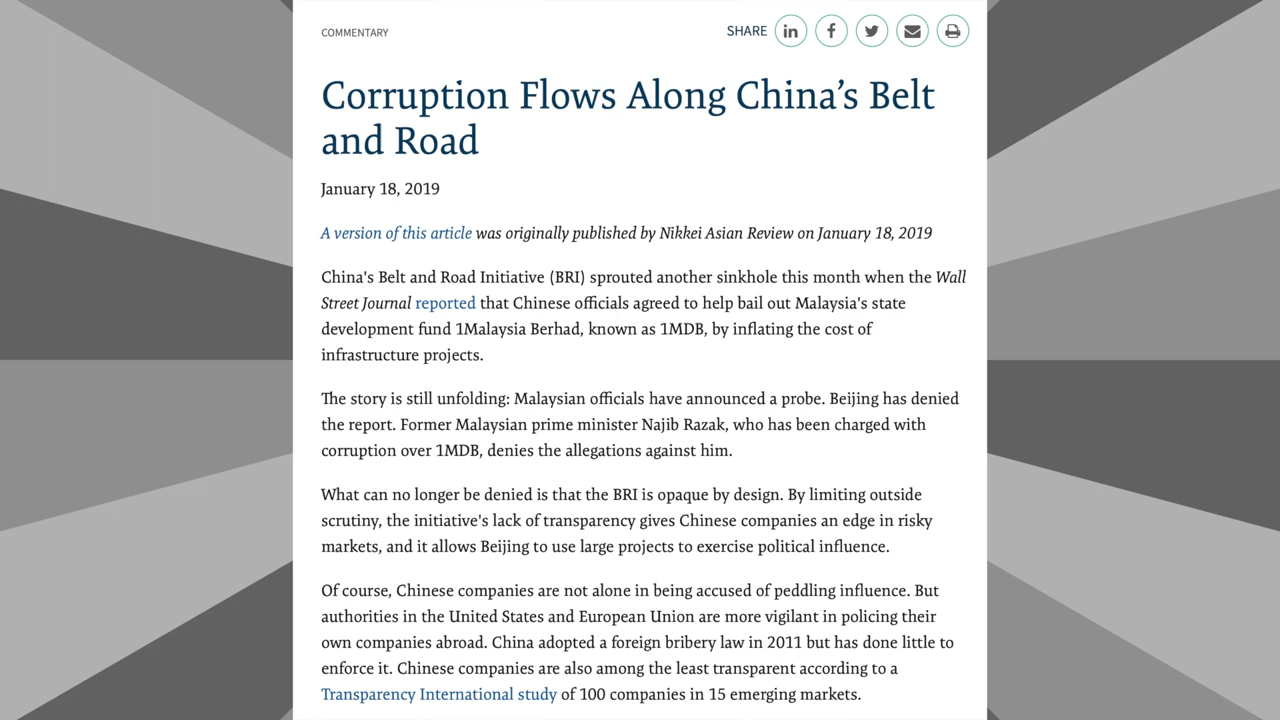 COMMENTARY
SHARE
Corruption Flows Along China’s Belt
and Road
January 18, 2019
A version of this article was originally published by Nikkei Asian Review on January 18, 2019
China's Belt and Road Initiative (BRI) sprouted another sinkhole this month when the Wall
Street Journal reported that Chinese officials agreed to help bail out Malaysia's state
development fund 1Malaysia Berhad, known as 1MDB, by inflating the cost of
infrastructure projects.
The story is still unfolding: Malaysian officials have announced a probe. Beijing has denied
the report. Former Malaysian prime minister Najib Razak, who has been charged with
corruption over 1MDB, denies the allegations against him.
What can no longer be denied is that the BRI is opaque by design. By limiting outside
scrutiny, the initiative's lack of transparency gives Chinese companies an edge in risky
markets, and it allows Beijing to use large projects to exercise political influence.
Of course, Chinese companies are not alone in being accused of peddling influence. But
authorities in the United States and European Union are more vigilant in policing their
own companies abroad. China adopted a foreign bribery law in 2011 but has done little to
enforce it. Chinese companies are also among the least transparent according to a
Transparency International study of 100 companies in 15 emerging markets.